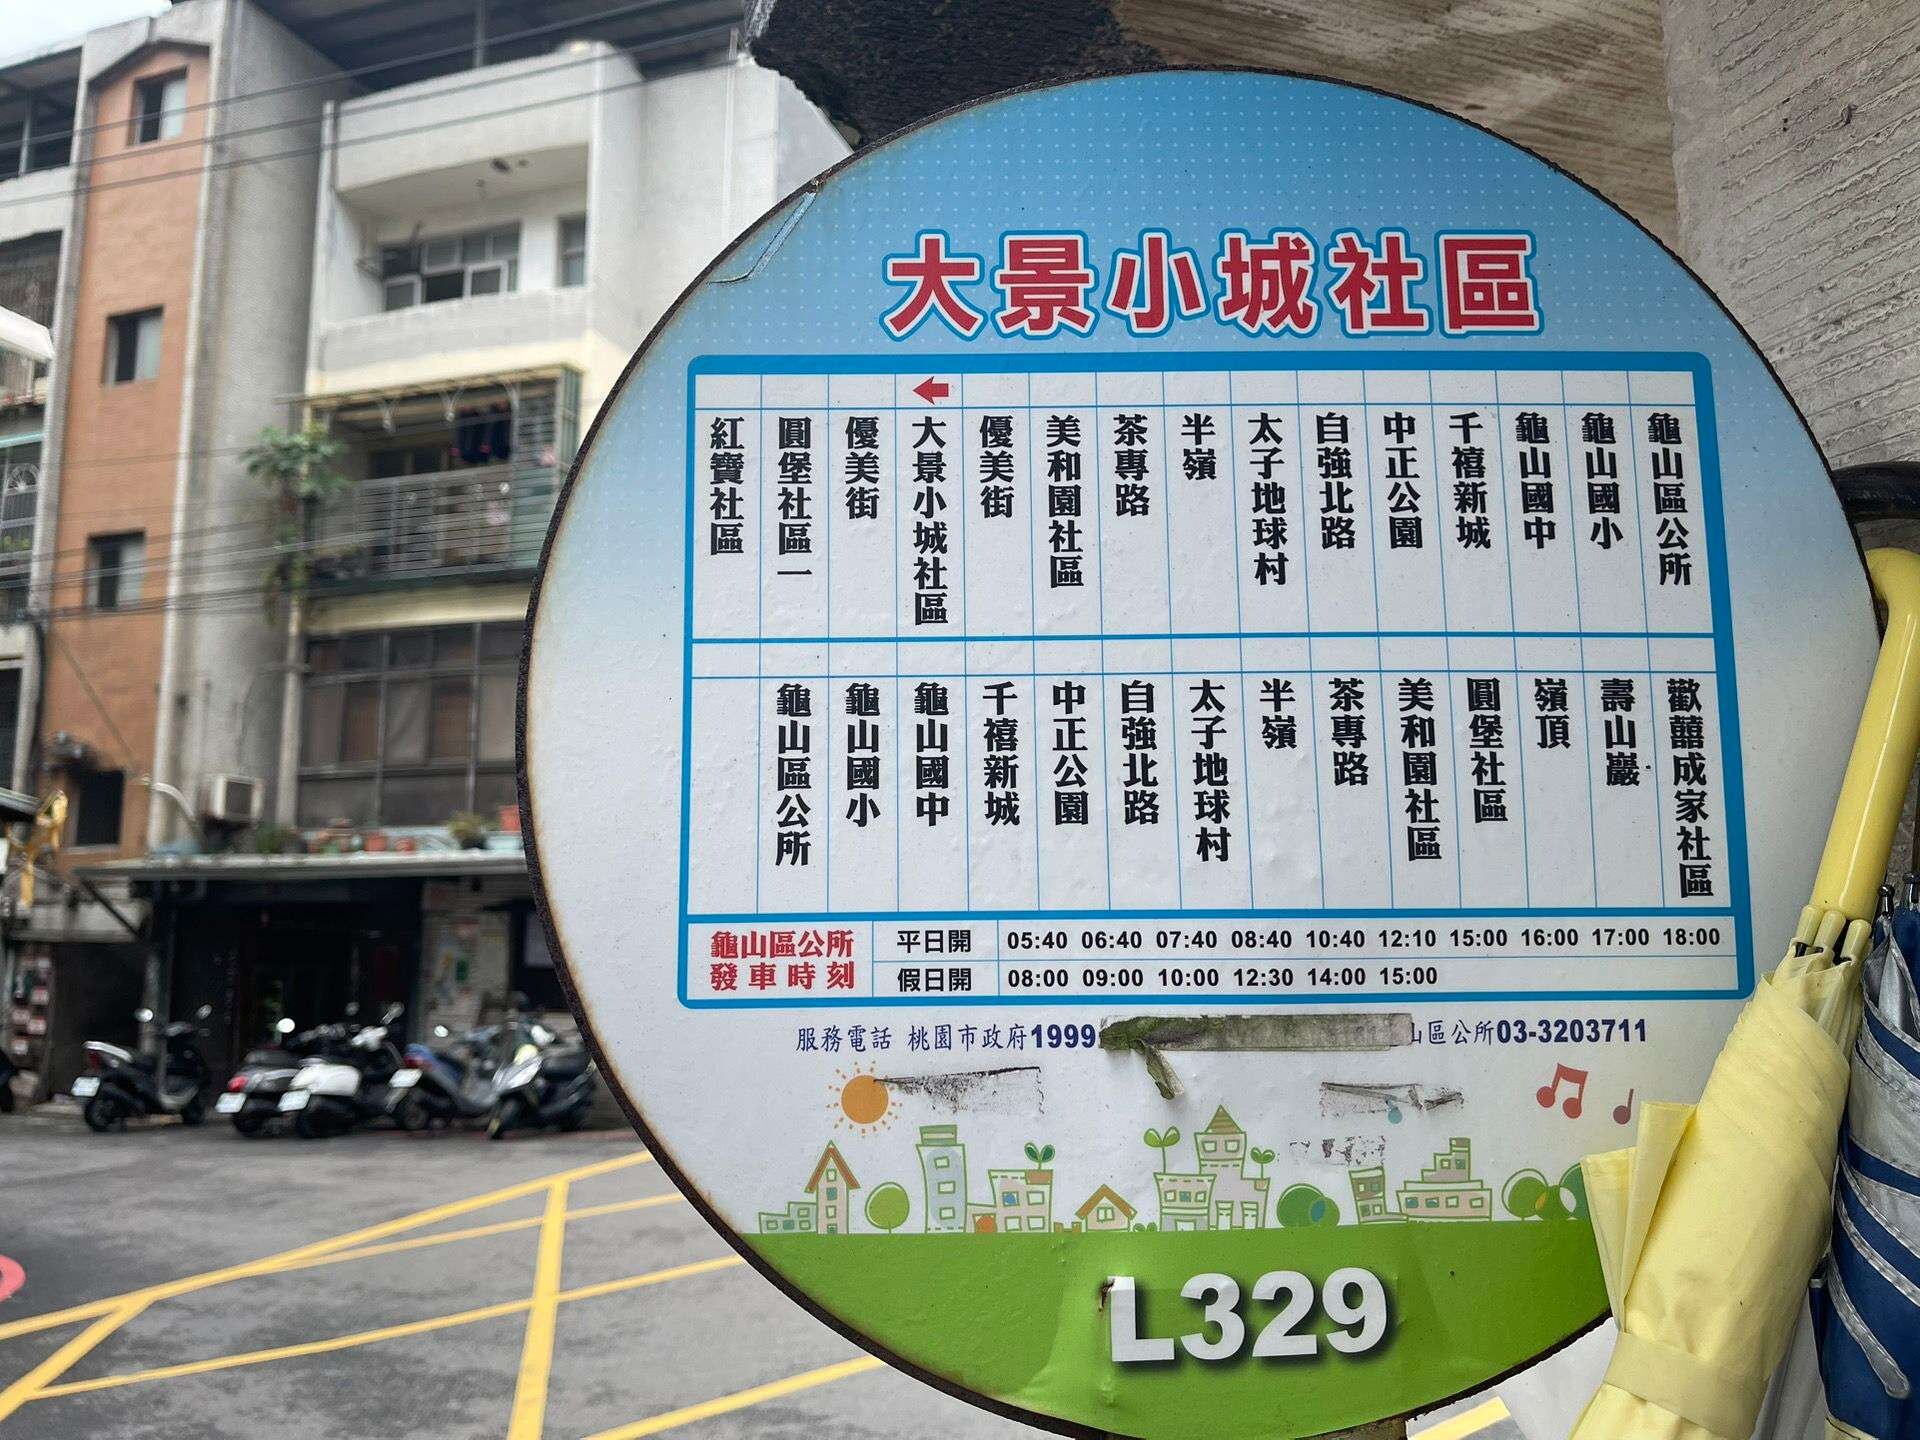 大景小城社區
龜山區公所
龜山國小
龜山國中
千禧新城
中正公園
自強北路
太子地球村
半嶺
茶專路
美和園社區
優美街
大景小城社區
優美街
圓堡社區一
紅寶社區
歡囍成家社區
壽山巖
嶺頂
圓堡社區
美和園社區
茶專路
半嶺
太子地球村
自強北路
中正公園
千禧新城
龜山國中
龜山國小
龜山區公所
龜山區公所
發車時刻
平日開 05:40 06:40 07:40 08:40 10:40 12:10 15:00 16:00 17:00 18:00
假日開 08:00 09:00 10:00 12:30 14:00 15:00
服務電話 桃園市政府1999 山區公所03-3203711
L329